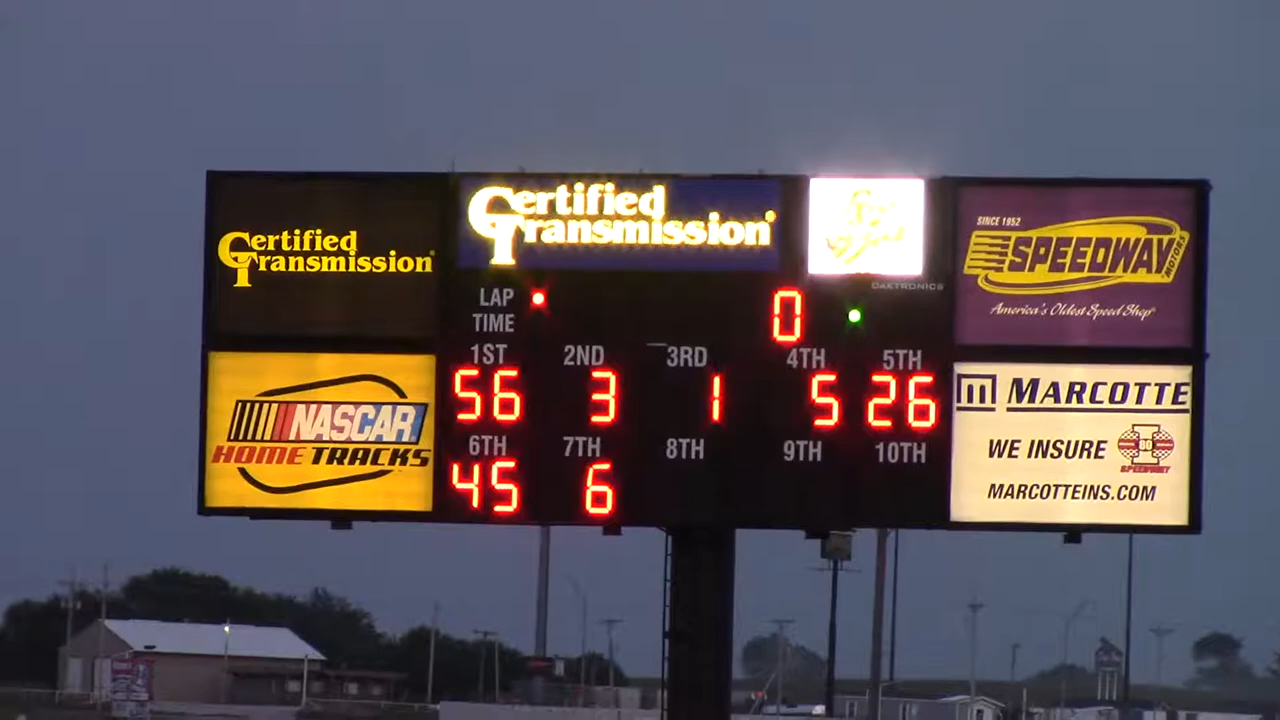 Certified
Transmission
Certified
Transmission
SINCE 1952
SPEEDWAY
MOTORS
America's Oldest Speed Shop
DAKTRONICS
LAP
TIME
0
1ST 2ND 3RD 4TH 5TH
56 3 1 5 26
6TH 7TH 8TH 9TH 10TH
45 6
NASCAR
HOME TRACKS
MARCOTTE
WE INSURE
I 80
SPEEDWAY
MARCOTTEINS.COM